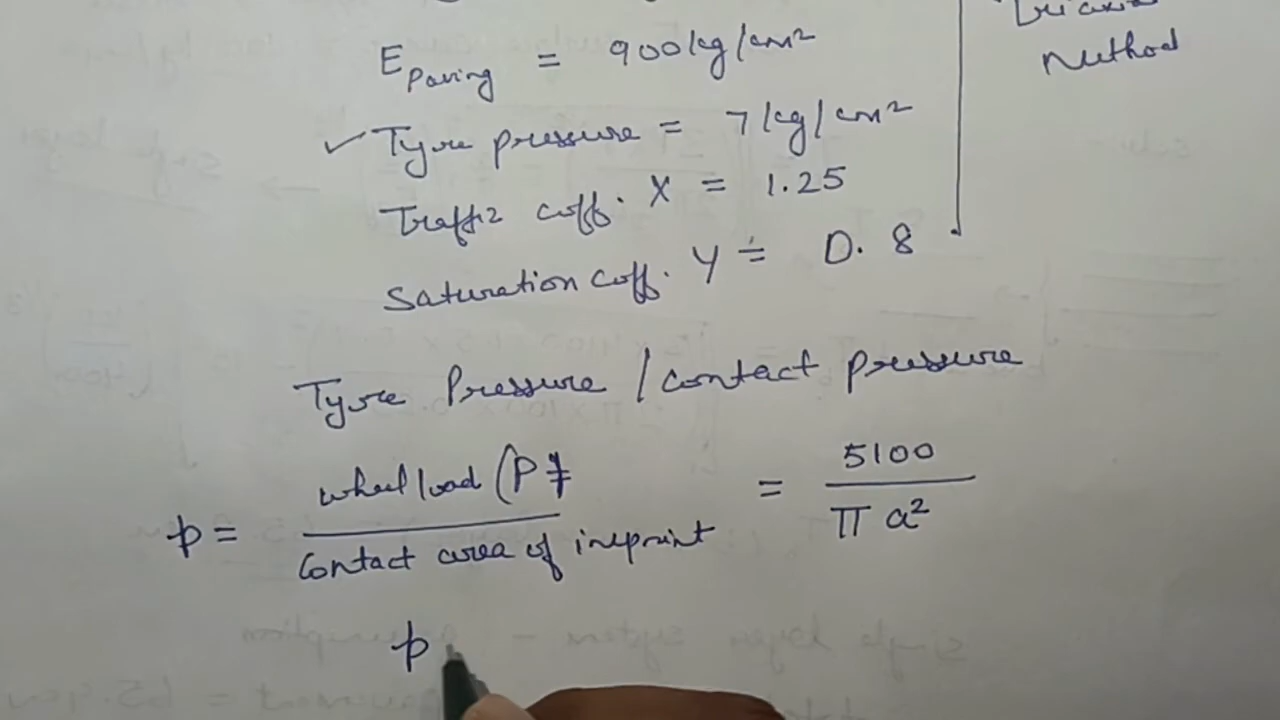 E Paving = 900 kg/cm²
Method
✓ Tyre pressure = 7 kg/cm²
Traffic coff. X = 1.25
Saturation coff. Y = 0.8
Tyre Pressure / contact pressure
p = wheel load (P) / Contact area of imprint = 5100 / π a²
p